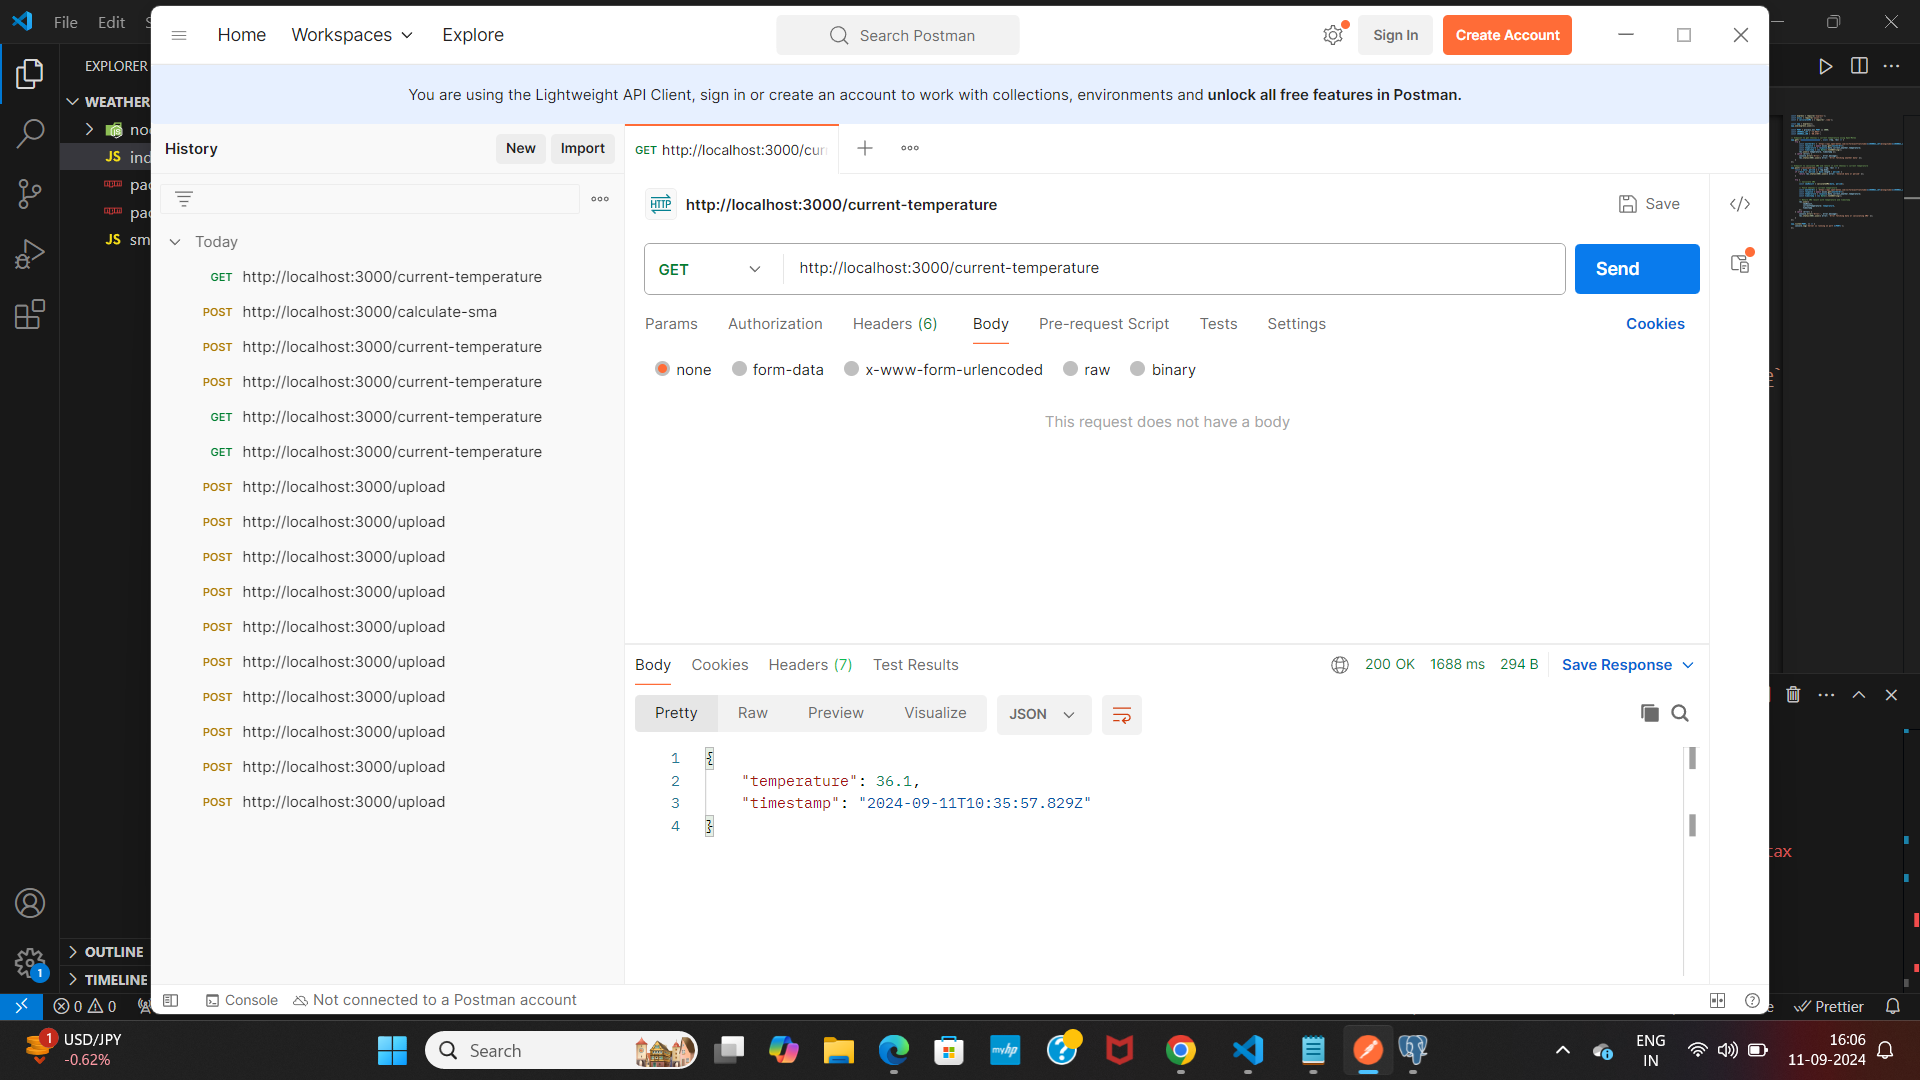 File Edit
Home Workspaces Explore
Search Postman
Sign In
Create Account
EXPLORER
WEATHER
You are using the Lightweight API Client, sign in or create an account to work with collections, environments and unlock all free features in Postman.
History
New Import
GET http://localhost:3000/cur
JS
JS
HTTP http://localhost:3000/current-temperature
Save
Today
GET http://localhost:3000/current-temperature
POST http://localhost:3000/calculate-sma
POST http://localhost:3000/current-temperature
POST http://localhost:3000/current-temperature
GET http://localhost:3000/current-temperature
GET http://localhost:3000/current-temperature
POST http://localhost:3000/upload
POST http://localhost:3000/upload
POST http://localhost:3000/upload
POST http://localhost:3000/upload
POST http://localhost:3000/upload
POST http://localhost:3000/upload
POST http://localhost:3000/upload
POST http://localhost:3000/upload
POST http://localhost:3000/upload
POST http://localhost:3000/upload
GET http://localhost:3000/current-temperature
Send
Params Authorization Headers (6) Body Pre-request Script Tests Settings
Cookies
none form-data x-www-form-urlencoded raw binary
This request does not have a body
Body Cookies Headers (7) Test Results
200 OK 1688 ms 294 B Save Response
Pretty Raw Preview Visualize JSON
1 {
2 "temperature": 36.1,
3 "timestamp": "2024-09-11T10:35:57.829Z"
4 }
tax
OUTLINE
TIMELINE
1
Console Not connected to a Postman account
0 0
Prettier
1 USD/JPY
-0.62%
Search
myhp
ENG
IN
16:06
11-09-2024